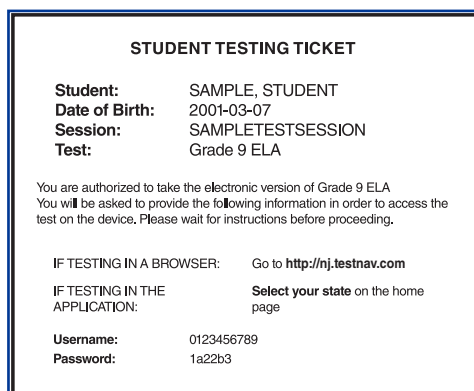 STUDENT TESTING TICKET
Student: SAMPLE, STUDENT
Date of Birth: 2001-03-07
Session: SAMPLETESTSESSION
Test: Grade 9 ELA
You are authorized to take the electronic version of Grade 9 ELA
You will be asked to provide the following information in order to access the
test on the device. Please wait for instructions before proceeding.
IF TESTING IN A BROWSER: Go to http://nj.testnav.com
IF TESTING IN THE APPLICATION: Select your state on the home page
Username: 0123456789
Password: 1a22b3